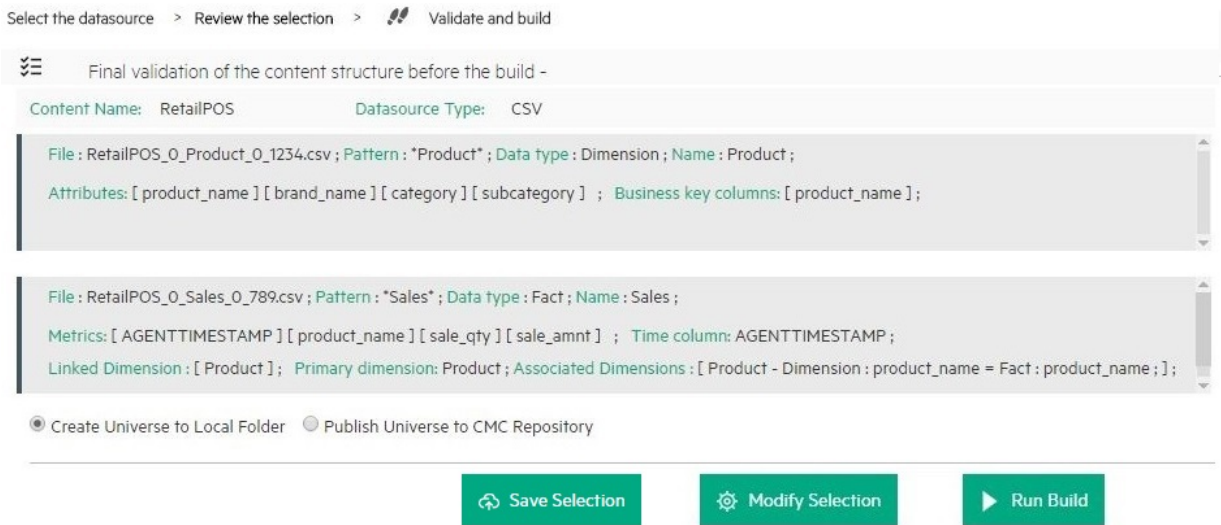 Select the datasource > Review the selection > Validate and build
Final validation of the content structure before the build -
Content Name: RetailPOS Datasource Type: CSV
File : RetailPOS_0_Product_0_1234.csv ; Pattern : *Product* ; Data type : Dimension ; Name : Product ;
Attributes: [ product_name ] [ brand_name ] [ category ] [ subcategory ] ; Business key columns: [ product_name ] ;
File : RetailPOS_0_Sales_0_789.csv ; Pattern : *Sales* ; Data type : Fact ; Name : Sales ;
Metrics: [ AGENTTIMESTAMP ] [ product_name ] [ sale_qty ] [ sale_amnt ] ; Time column: AGENTTIMESTAMP ;
Linked Dimension : [ Product ] ; Primary dimension: Product ; Associated Dimensions : [ Product - Dimension : product_name = Fact : product_name ; ] ;
Create Universe to Local Folder Publish Universe to CMC Repository
Save Selection Modify Selection Run Build